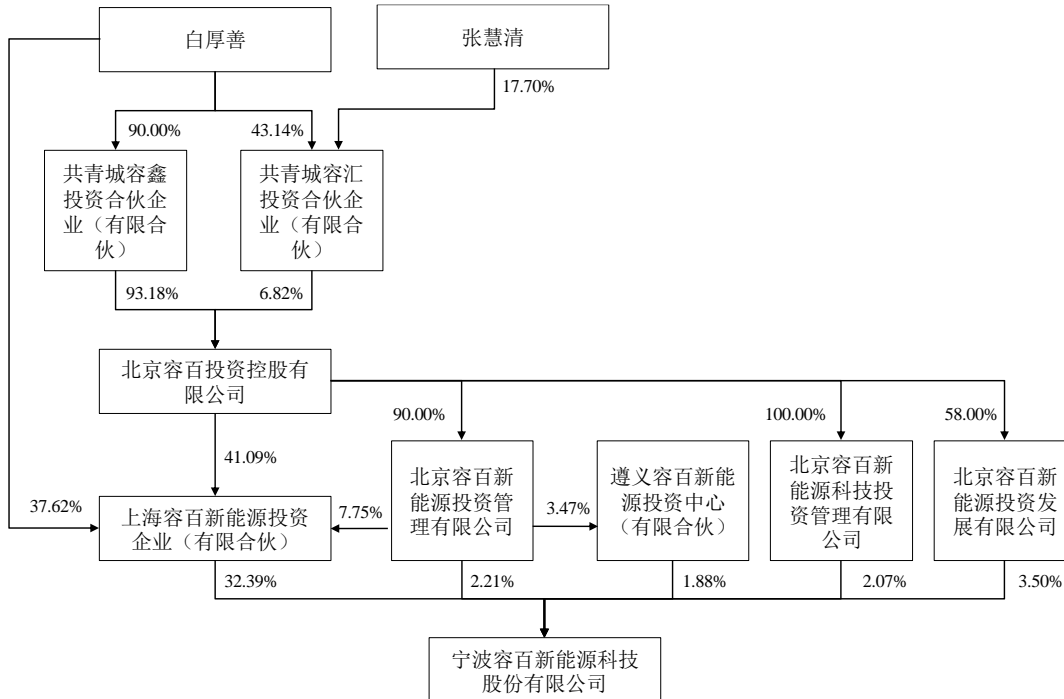 白厚善
张慧清
17.70%
90.00%
43.14%
共青城容鑫
投资合伙企
业（有限合
伙）
共青城容汇
投资合伙企
业（有限合
伙）
93.18%
6.82%
北京容百投资控股有
限公司
90.00%
100.00%
58.00%
41.09%
37.62%
上海容百新能源投资
企业（有限合伙）
7.75%
北京容百新
能源投资管
理有限公司
3.47%
遵义容百新能
源投资中心
（有限合伙）
北京容百新
能源科技投
资管理有限
公司
北京容百新
能源投资发
展有限公司
32.39%
2.21%
1.88%
2.07%
3.50%
宁波容百新能源科技
股份有限公司